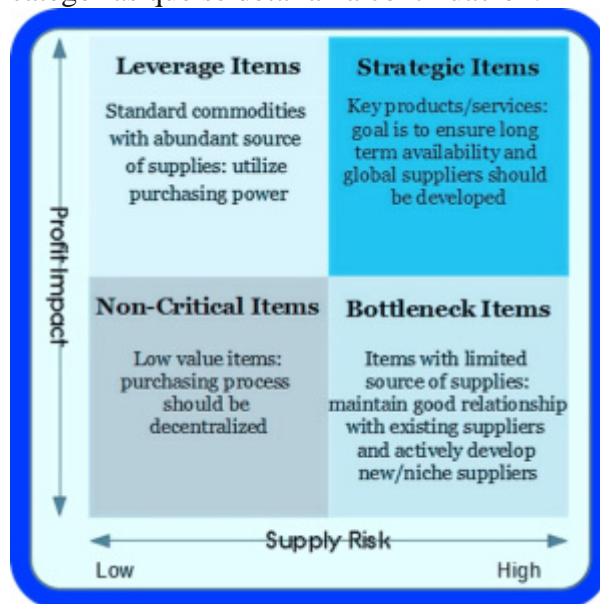 Leverage Items
Standard commodities
with abundant source
of supplies: utilize
purchasing power
Strategic Items
Key products/services:
goal is to ensure long
term availability and
global suppliers should
be developed
Profit Impact
Non-Critical Items
Low value items:
purchasing process
should be
decentralized
Bottleneck Items
Items with limited
source of supplies:
maintain good relationship
with existing suppliers
and actively develop
new/niche suppliers
Supply Risk
Low
High